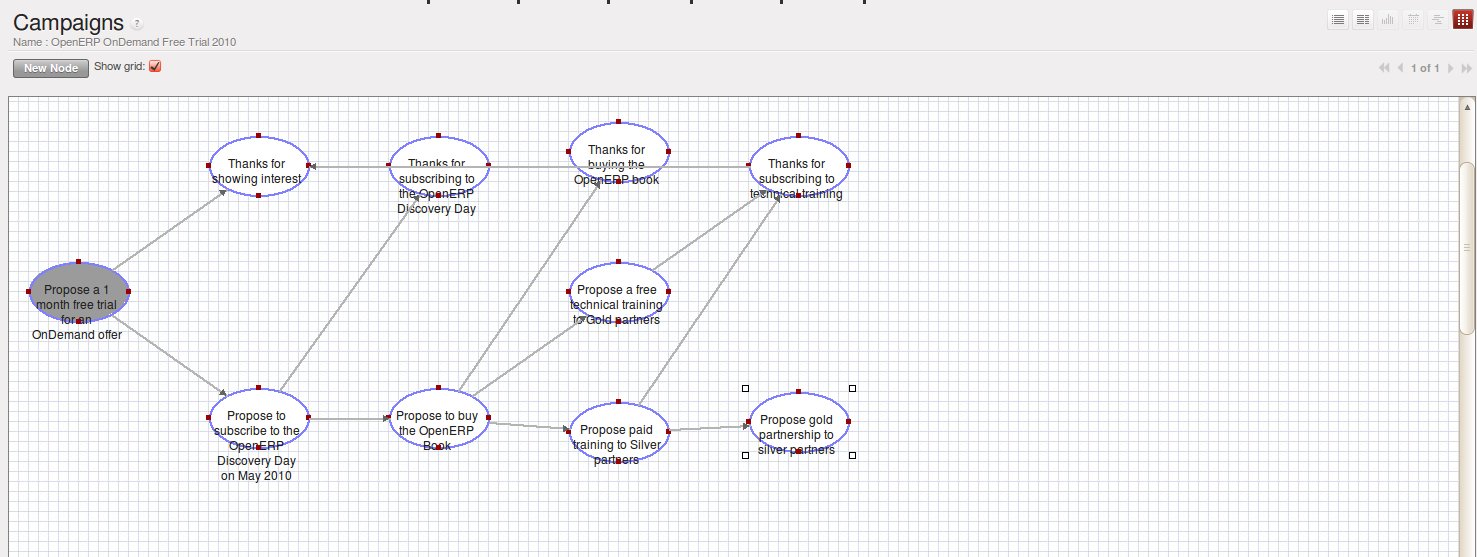 Campaigns ?
Name : OpenERP OnDemand Free Trial 2010
New Node Show grid:
1 of 1
Thanks for
showing interest
Thanks for
subscribing to
the OpenERP
Discovery Day
Thanks for
buying the
OpenERP book
Thanks for
subscribing to
technical training
Propose a 1
month free trial
for an
OnDemand offer
Propose a free
technical training
to Gold partners
Propose to
subscribe to the
OpenERP
Discovery Day
on May 2010
Propose to buy
the OpenERP
Book
Propose paid
training to Silver
partners
Propose gold
partnership to
silver partners